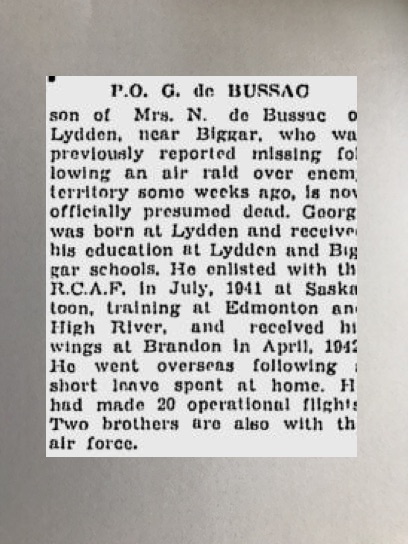 P.O. G. de BUSSAC
son of Mrs. N. de Bussac o
Lydden, near Biggar, who wa
previously reported missing fol
lowing an air raid over enem
territory some weeks ago, is now
officially presumed dead. Georg
was born at Lydden and receive
his education at Lydden and Big
gar schools. He enlisted with th
R.C.A.F. in July, 1941 at Saska
toon, training at Edmonton an
High River, and received hi
wings at Brandon in April, 1942
He went overseas following
short leave spent at home. H
had made 20 operational flights
Two brothers are also with th
air force.